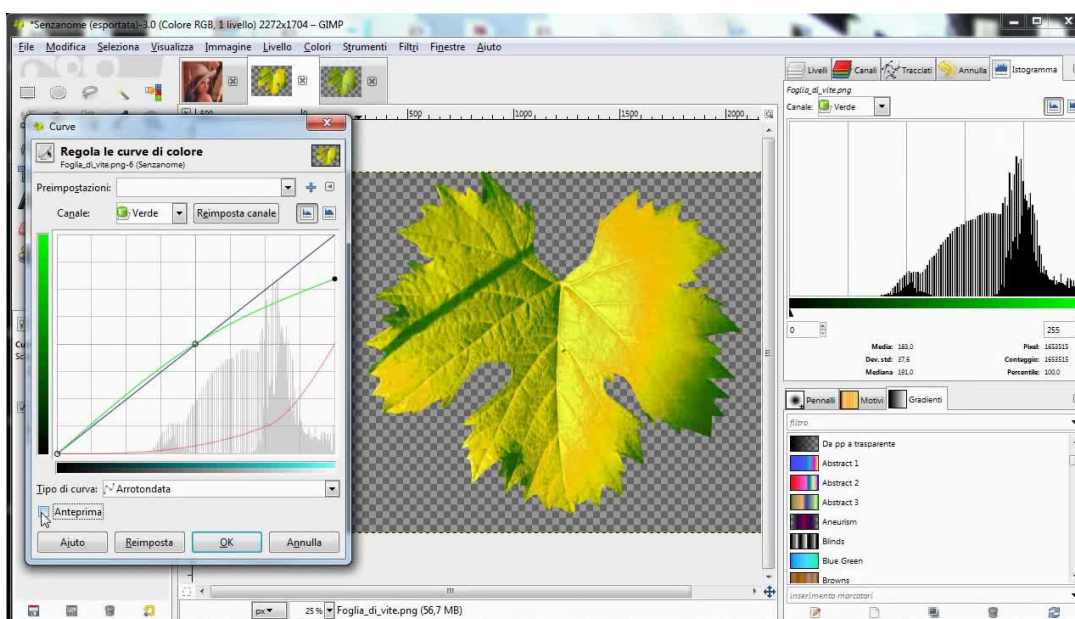 *Senzanome (esportata)-3.0 (Colore RGB, 1 livello) 2272x1704 – GIMP
File Modifica Seleziona Visualizza Immagine Livello Colori Strumenti Filtri Finestre Aiuto
Livelli Canali Tracciati Annulla Istogramma
Foglia_di_vite.png
Canale: Verde
500 1000 1500 2000
Curve
Regola le curve di colore
Foglia_di_vite.png-6 (Senzanome)
Preimpostazioni:
Canale: Verde Reimposta canale
Tipo di curva: Arrotondata
Anteprima
Aiuto Reimposta OK Annulla
0 255
Media: 183,0 Pixel: 1653515
Dev. std: 37,6 Conteggio: 1653515
Mediana 191,0 Percentile: 100,0
Pennelli Motivi Gradienti
filtro
Da pp a trasparente
Abstract 1
Abstract 2
Abstract 3
Aneurism
Blinds
Blue Green
Browns
inserimento marcatori
px 25 % Foglia_di_vite.png (56,7 MB)